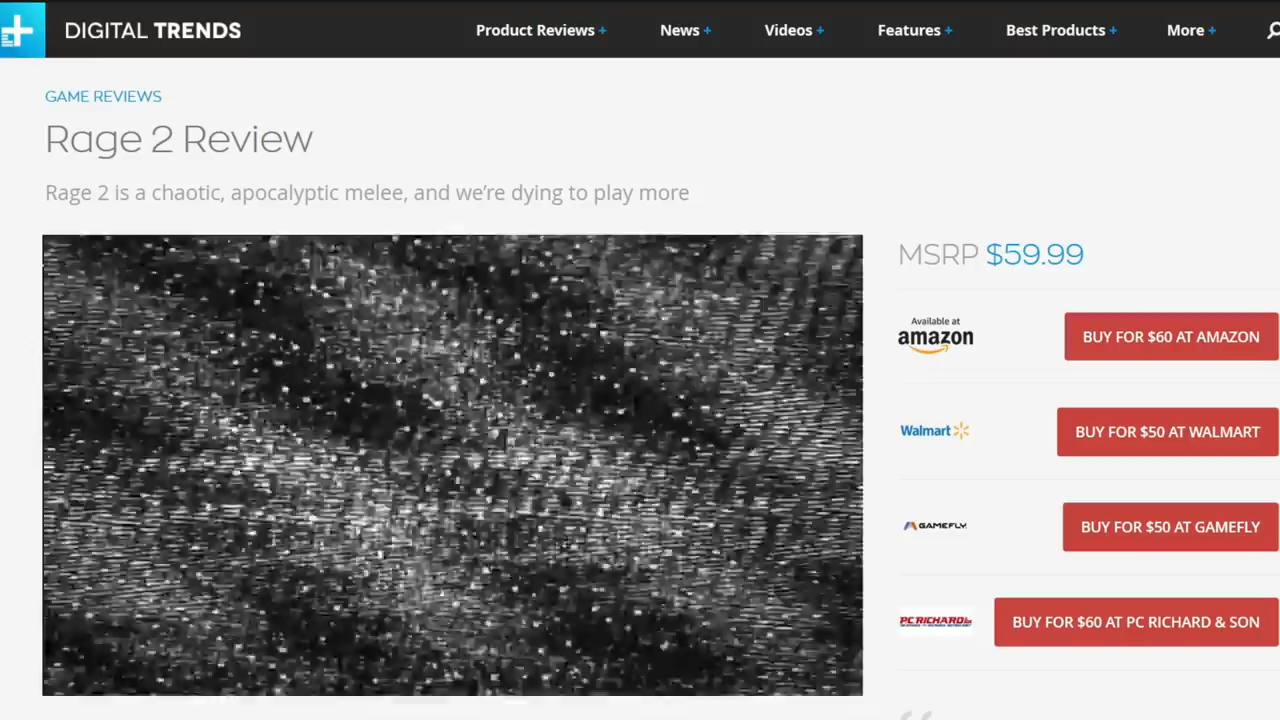 DIGITAL TRENDS
Product Reviews +
News +
Videos +
Features +
Best Products +
More +
GAME REVIEWS
Rage 2 Review
Rage 2 is a chaotic, apocalyptic melee, and we're dying to play more
MSRP $59.99
Available at
amazon
BUY FOR $60 AT AMAZON
Walmart
BUY FOR $50 AT WALMART
GAMEFLY
BUY FOR $50 AT GAMEFLY
PC RICHARD
BUY FOR $60 AT PC RICHARD & SON